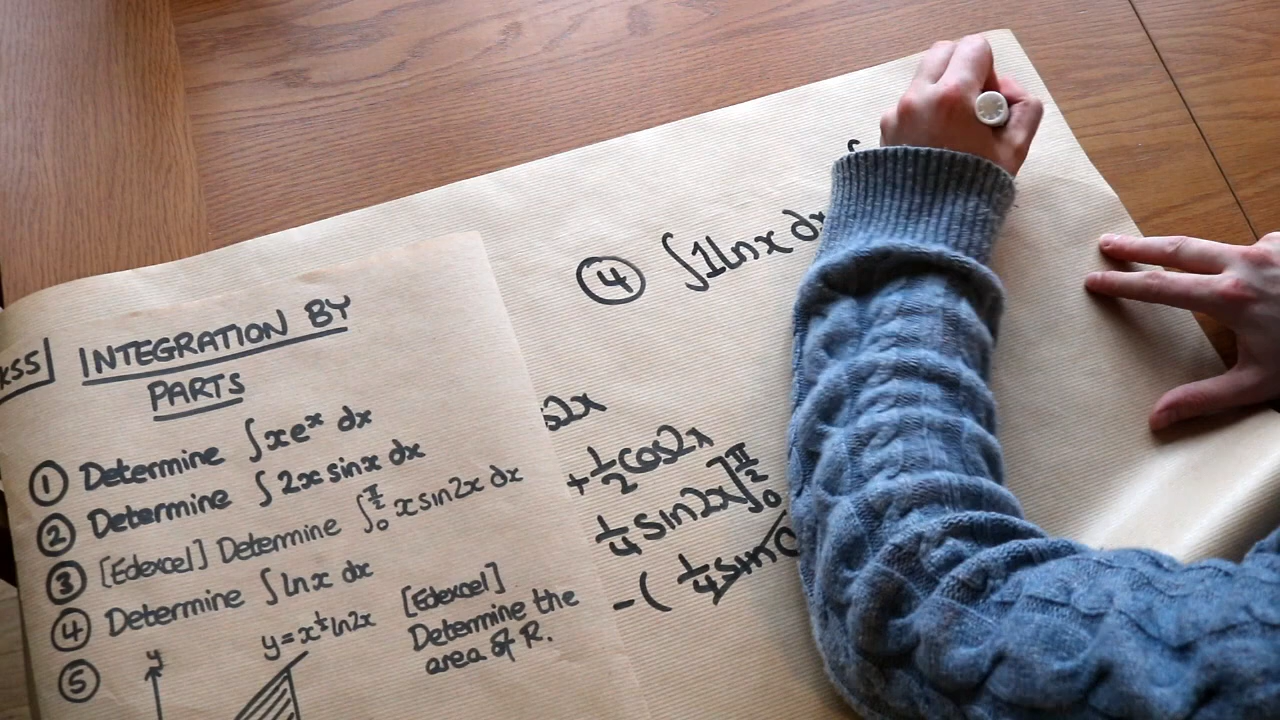 KS5
INTEGRATION BY
PARTS
① Determine ∫xeˣ dx
② Determine ∫2x sinx dx
③ [Edexcel] Determine ∫₀^(π/2) x sin2x dx
④ Determine ∫lnx dx
⑤ y = x^½ ln2x [Edexcel]
Determine the
area of R.
y
④ ∫1lnx dx
s2x
+½cos2x
¼sin2x]₀^(π/2)
-(¼sin0